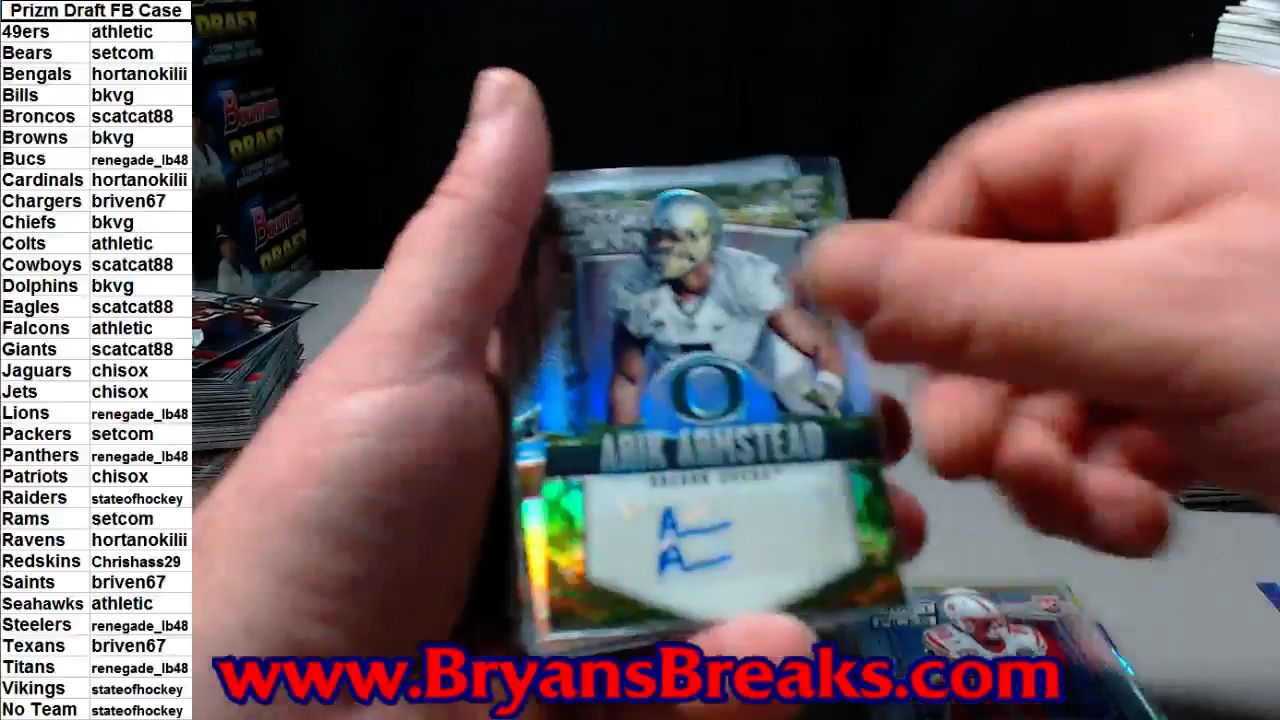 Prizm Draft FB Case
49ers athletic
Bears setcom
Bengals hortanokilii
Bills bkvg
Broncos scatcat88
Browns bkvg
Bucs renegade_lb48
Cardinals hortanokilii
Chargers briven67
Chiefs bkvg
Colts athletic
Cowboys scatcat88
Dolphins bkvg
Eagles scatcat88
Falcons athletic
Giants scatcat88
Jaguars chisox
Jets chisox
Lions renegade_lb48
Packers setcom
Panthers renegade_lb48
Patriots chisox
Raiders stateofhockey
Rams setcom
Ravens hortanokilii
Redskins Chrishass29
Saints briven67
Seahawks athletic
Steelers renegade_lb48
Texans briven67
Titans renegade_lb48
Vikings stateofhockey
No Team stateofhockey
Bowman
DRAFT
Bowman
DRAFT
O
ARIK ARMSTEAD
OREGON DUCKS
www.BryansBreaks.com